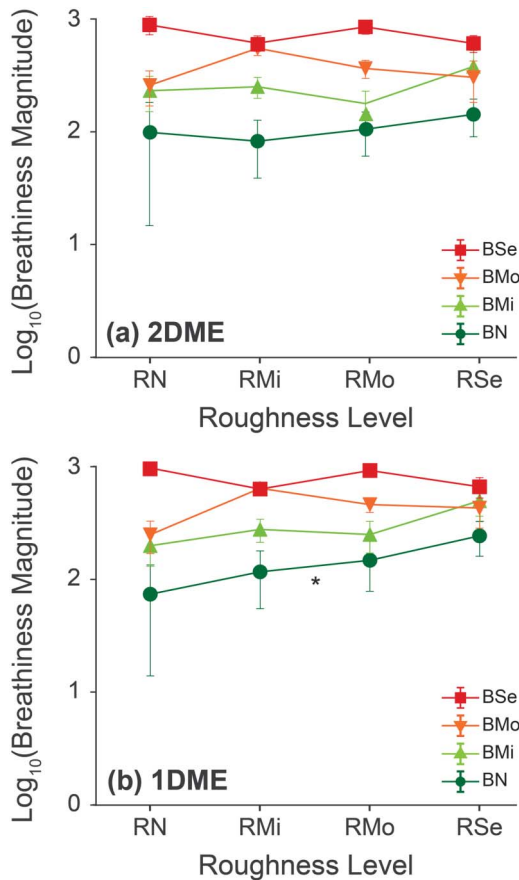 Log10(Breathiness Magnitude)
3
2
1
0
BSe
BMo
BMi
BN
(a) 2DME
RN RMi RMo RSe
Roughness Level
Log10(Breathiness Magnitude)
3
2
*
1
0
BSe
BMo
BMi
BN
(b) 1DME
RN RMi RMo RSe
Roughness Level